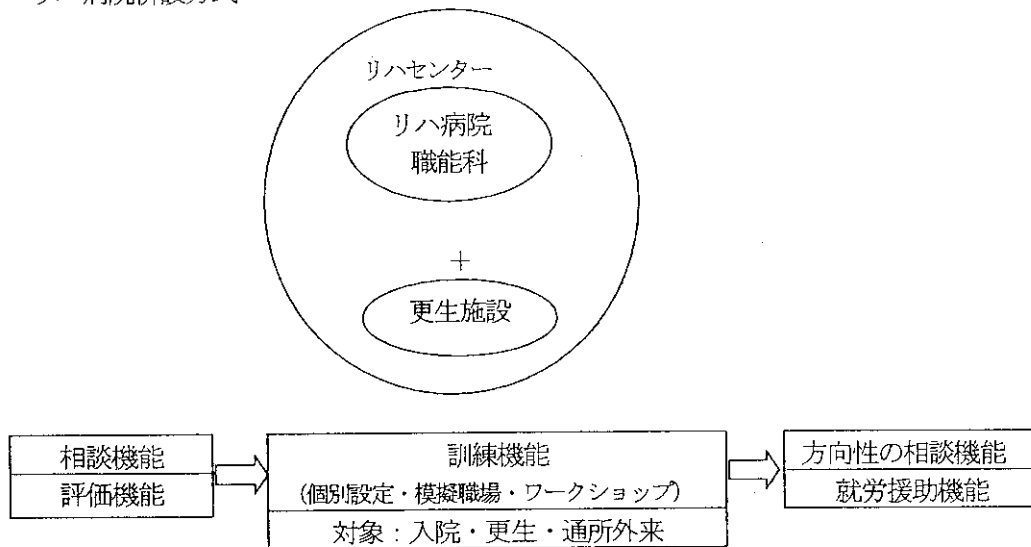 リハセンター
リハ病院
職能科
+
更生施設
相談機能
評価機能
訓練機能
(個別設定・模擬職場・ワークショップ)
対象：入院・更生・通所外来
方向性の相談機能
就労援助機能